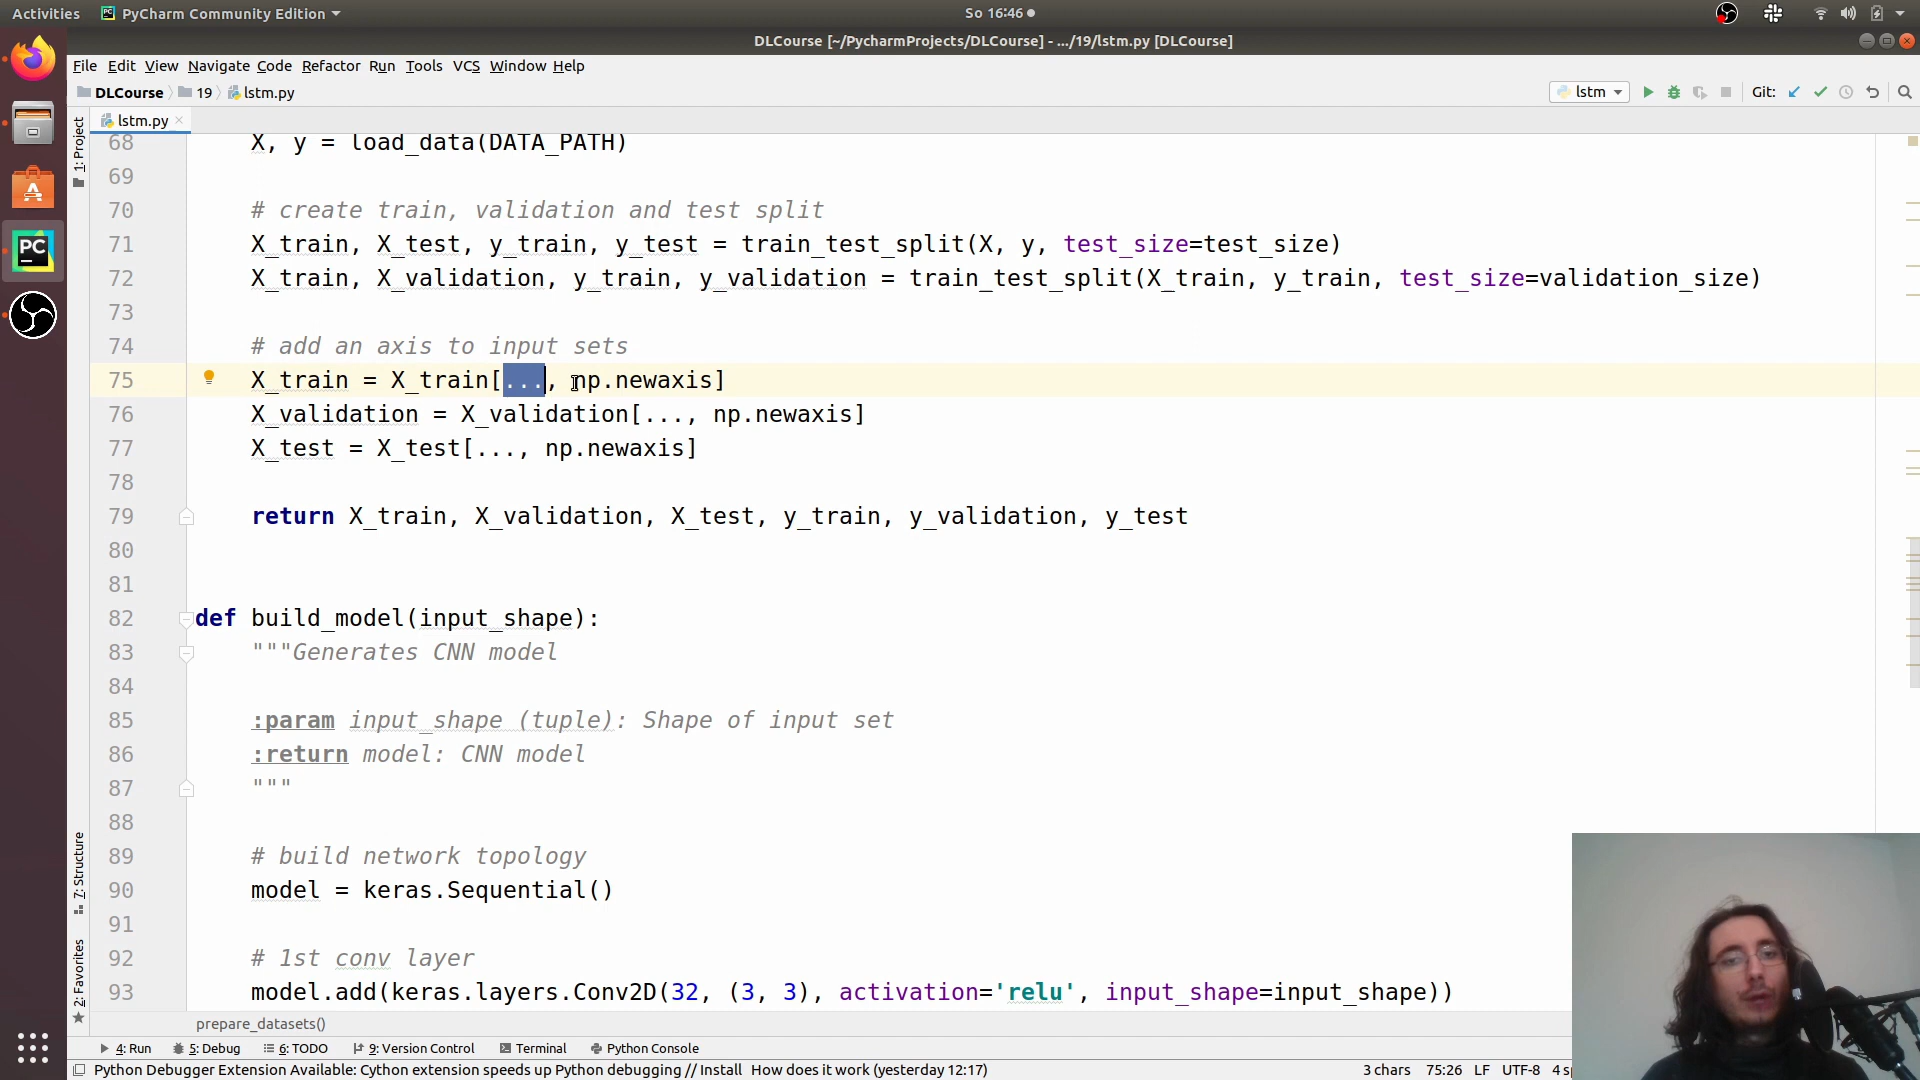 Activities PyCharm Community Edition So 16:46
DLCourse [~/PycharmProjects/DLCourse] - .../19/lstm.py [DLCourse]
File Edit View Navigate Code Refactor Run Tools VCS Window Help
DLCourse 19 lstm.py lstm Git:
lstm.py
1: Project
7: Structure
2: Favorites
68 X, y = load_data(DATA_PATH)
69
70 # create train, validation and test split
71 X_train, X_test, y_train, y_test = train_test_split(X, y, test_size=test_size)
72 X_train, X_validation, y_train, y_validation = train_test_split(X_train, y_train, test_size=validation_size)
73
74 # add an axis to input sets
75 X_train = X_train[..., np.newaxis]
76 X_validation = X_validation[..., np.newaxis]
77 X_test = X_test[..., np.newaxis]
78
79 return X_train, X_validation, X_test, y_train, y_validation, y_test
80
81
82 def build_model(input_shape):
83 """Generates CNN model
84
85 :param input_shape (tuple): Shape of input set
86 :return model: CNN model
87 """
88
89 # build network topology
90 model = keras.Sequential()
91
92 # 1st conv layer
93 model.add(keras.layers.Conv2D(32, (3, 3), activation='relu', input_shape=input_shape))
prepare_datasets()
4: Run 5: Debug 6: TODO 9: Version Control Terminal Python Console
Python Debugger Extension Available: Cython extension speeds up Python debugging // Install How does it work (yesterday 12:17) 3 chars 75:26 LF UTF-8 4 sp